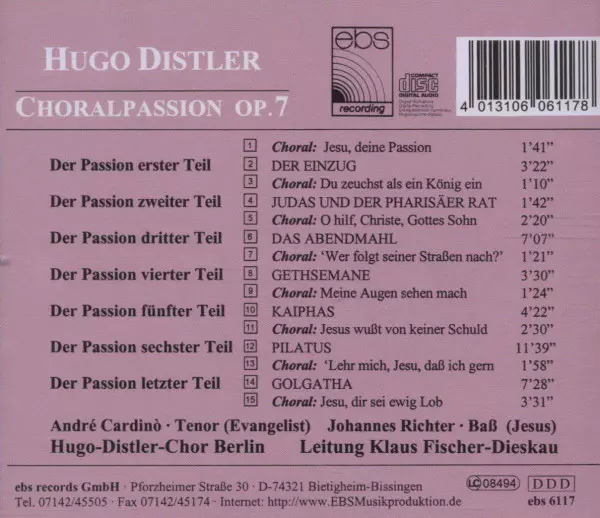 HUGO DISTLER
CHORALPASSION OP. 7
ebs
recording
COMPACT
disc
DIGITAL AUDIO
4 013106 061178
1 Choral: Jesu, deine Passion 1'41”
Der Passion erster Teil 2 DER EINZUG 3'22”
3 Choral: Du zeuchst als ein König ein 1'10”
Der Passion zweiter Teil 4 JUDAS UND DER PHARISÄER RAT 1'42”
5 Choral: O hilf, Christe, Gottes Sohn 2'20”
Der Passion dritter Teil 6 DAS ABENDMAHL 7'07”
7 Choral: ‘Wer folgt seiner Straßen nach?’ 1'21”
Der Passion vierter Teil 8 GETHSEMANE 3'30”
9 Choral: Meine Augen sehen mach 1'24”
Der Passion fünfter Teil 10 KAIPHAS 4'22”
11 Choral: Jesus wußt von keiner Schuld 2'30”
Der Passion sechster Teil 12 PILATUS 11'39”
13 Choral: ‘Lehr mich, Jesu, daß ich gern 1'58”
Der Passion letzter Teil 14 GOLGATHA 7'28”
15 Choral: Jesu, dir sei ewig Lob 3'31”
André Cardinò · Tenor (Evangelist) Johannes Richter · Baß (Jesus)
Hugo-Distler-Chor Berlin Leitung Klaus Fischer-Dieskau
ebs records GmbH · Pforzheimer Straße 30 · D-74321 Bietigheim-Bissingen
Tel. 07142/45505 · Fax 07142/45174 · Internet: http://www.EBSMusikproduktion.de
LC 08494
DDD
ebs 6117